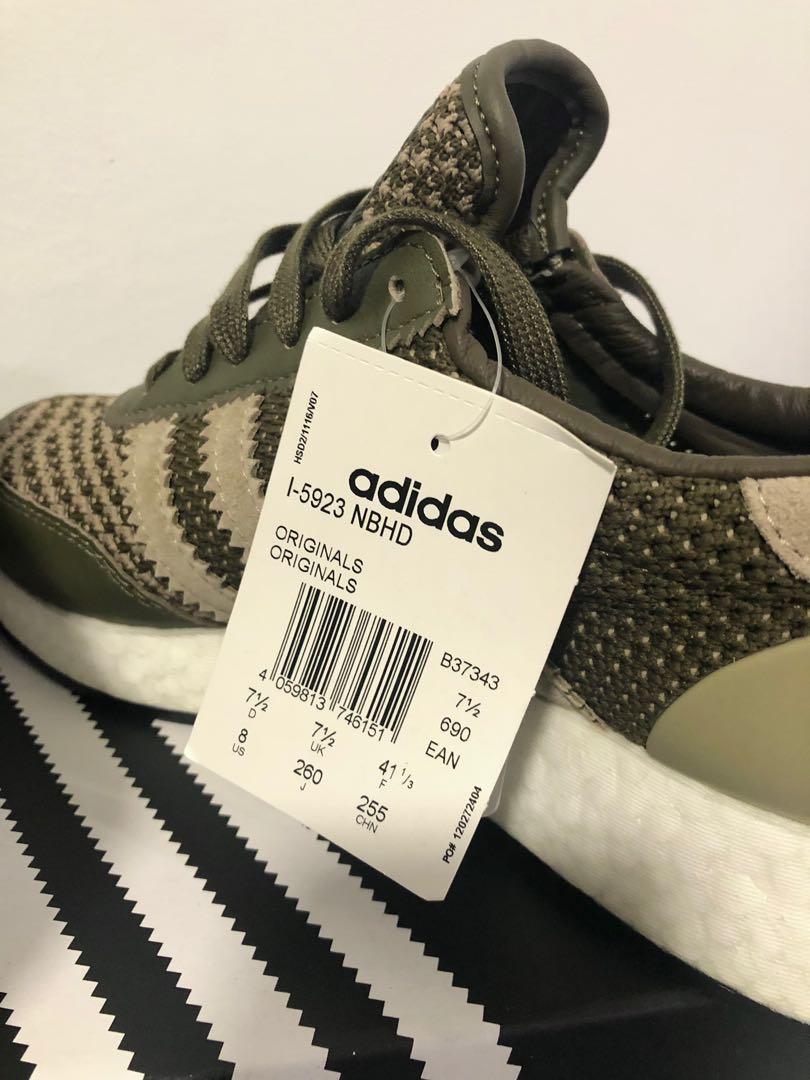 HSD2/1116/V07
adidas
I-5923 NBHD
ORIGINALS
ORIGINALS
B37343
7½
690
EAN
4 059813 746151
7½ 7½ 41 1/3
D UK F
8 260 255
US J CHN
PO# 120272404